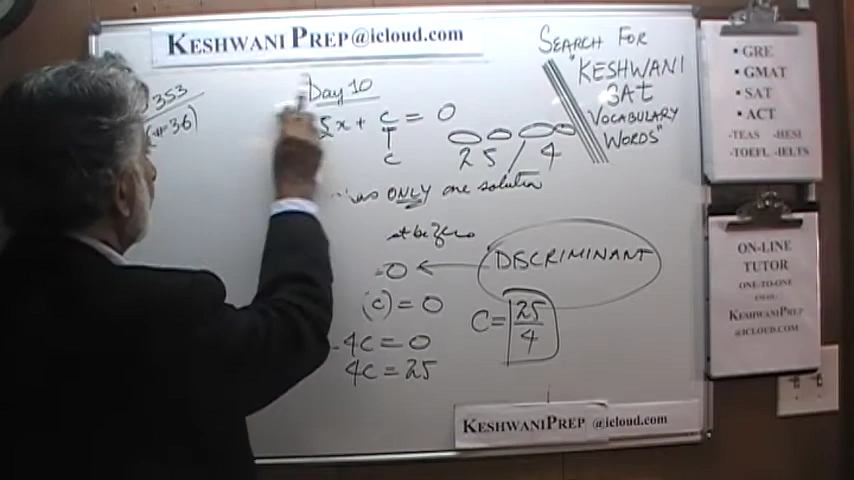 KESHWANI PREP@icloud.com
353
(#36)
Day 10
5x + c = 0
c
25 4
ONLY one solution
=0
DISCRIMINANT
(c) = 0
-4c = 0
4c = 25
C = 25/4
SEARCH FOR
"KESHWANI
SAT
VOCABULARY
WORDS"
• GRE
• GMAT
• SAT
• ACT
-TEAS -HESI
-TOEFL -IELTS
ON-LINE
TUTOR
ONE-TO-ONE
KESHWANIPREP
@ICLOUD.COM
KESHWANIPREP @icloud.com